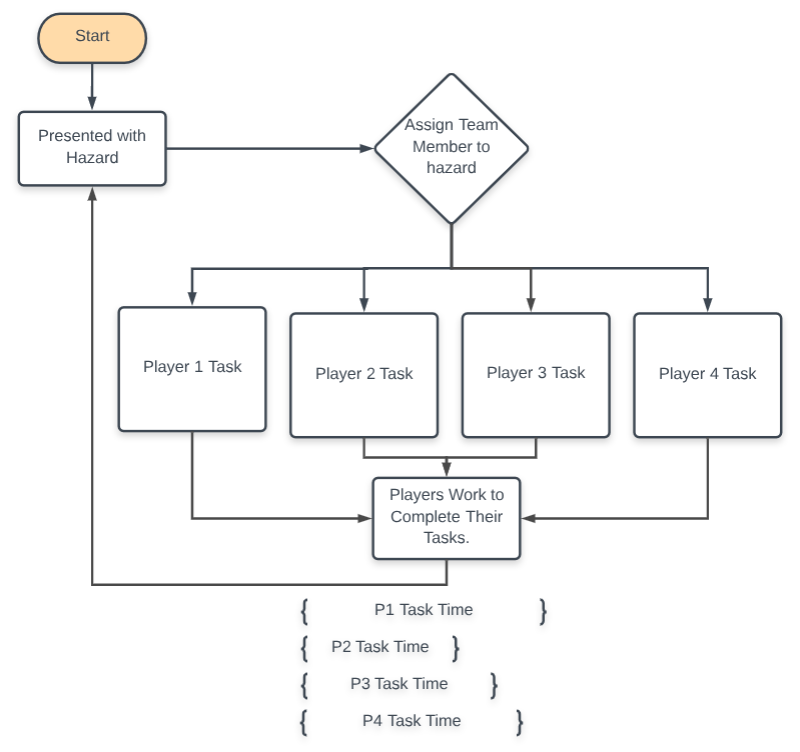 Start
Presented with
Hazard
Assign Team
Member to
hazard
Player 1 Task
Player 2 Task
Player 3 Task
Player 4 Task
Players Work to
Complete Their
Tasks.
{ P1 Task Time }
{ P2 Task Time }
{ P3 Task Time }
{ P4 Task Time }